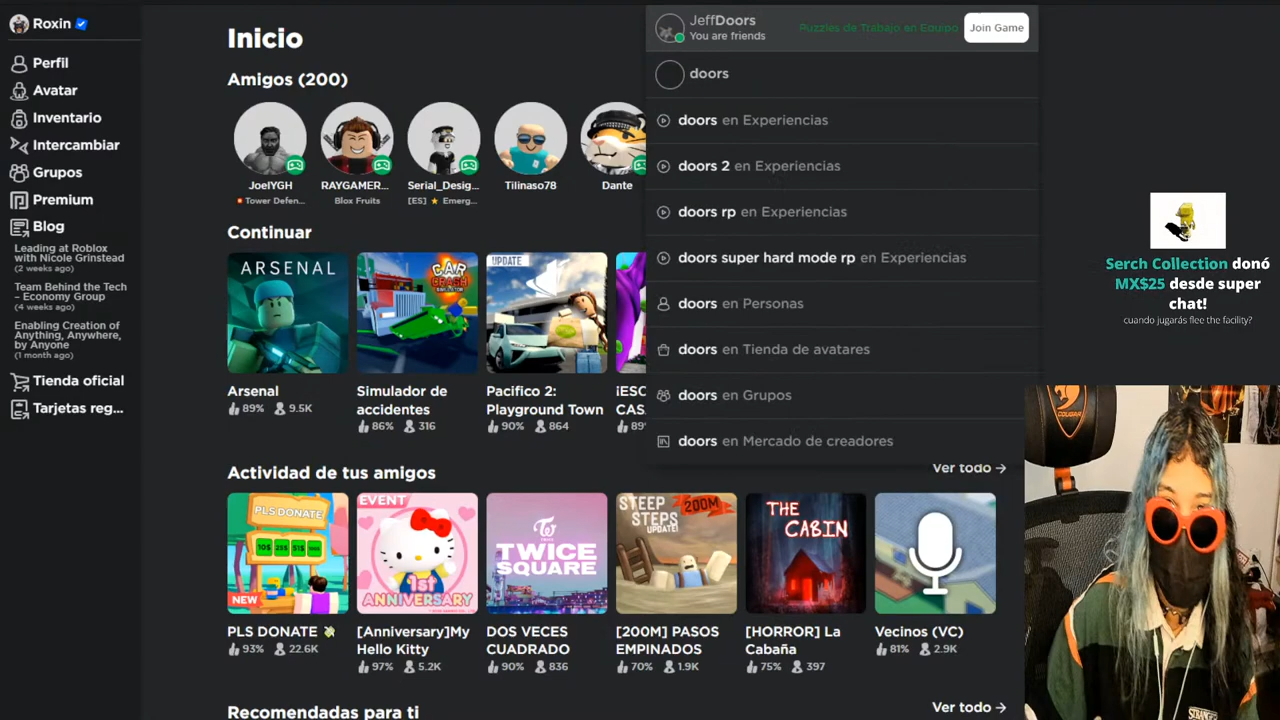 Roxin
Perfil
Avatar
Inventario
Intercambiar
Grupos
Premium
Blog
Leading at Roblox
with Nicole Grinstead
(2 weeks ago)
Team Behind the Tech
- Economy Group
(4 weeks ago)
Enabling Creation of
Anything, Anywhere,
by Anyone
(1 month ago)
Tienda oficial
Tarjetas reg...
Inicio
Amigos (200)
JoelYGH
Tower Defen...
RAYGAMER...
Blox Fruits
Serial_Desig...
[ES] ⭐ Emerg...
Tilinaso78
Dante
Continuar
ARSENAL
Arsenal
89% 9.5K
CAR
CRASH
Simulador de
accidentes
86% 316
UPDATE
Pacifico 2:
Playground Town
90% 864
¡ESC
CAS
89
JeffDoors
You are friends
Puzzles de Trabajo en Equipo
Join Game
doors
doors en Experiencias
doors 2 en Experiencias
doors rp en Experiencias
doors super hard mode rp en Experiencias
doors en Personas
doors en Tienda de avatares
doors en Grupos
doors en Mercado de creadores
Actividad de tus amigos
Ver todo →
PLS DONATE
NEW
PLS DONATE 💸
93% 22.6K
EVENT
1st
ANNIVERSARY
[Anniversary]My
Hello Kitty
97% 5.2K
TWICE
SQUARE
DOS VECES
CUADRADO
90% 836
STEEP
STEPS
UPDATE!
200M
[200M] PASOS
EMPINADOS
70% 1.9K
THE
CABIN
[HORROR] La
Cabaña
75% 397
Vecinos (VC)
81% 2.9K
Recomendadas para ti
Ver todo →
Serch Collection donó
MX$25 desde super
chat!
cuando jugarás flee the facility?
COUGAR